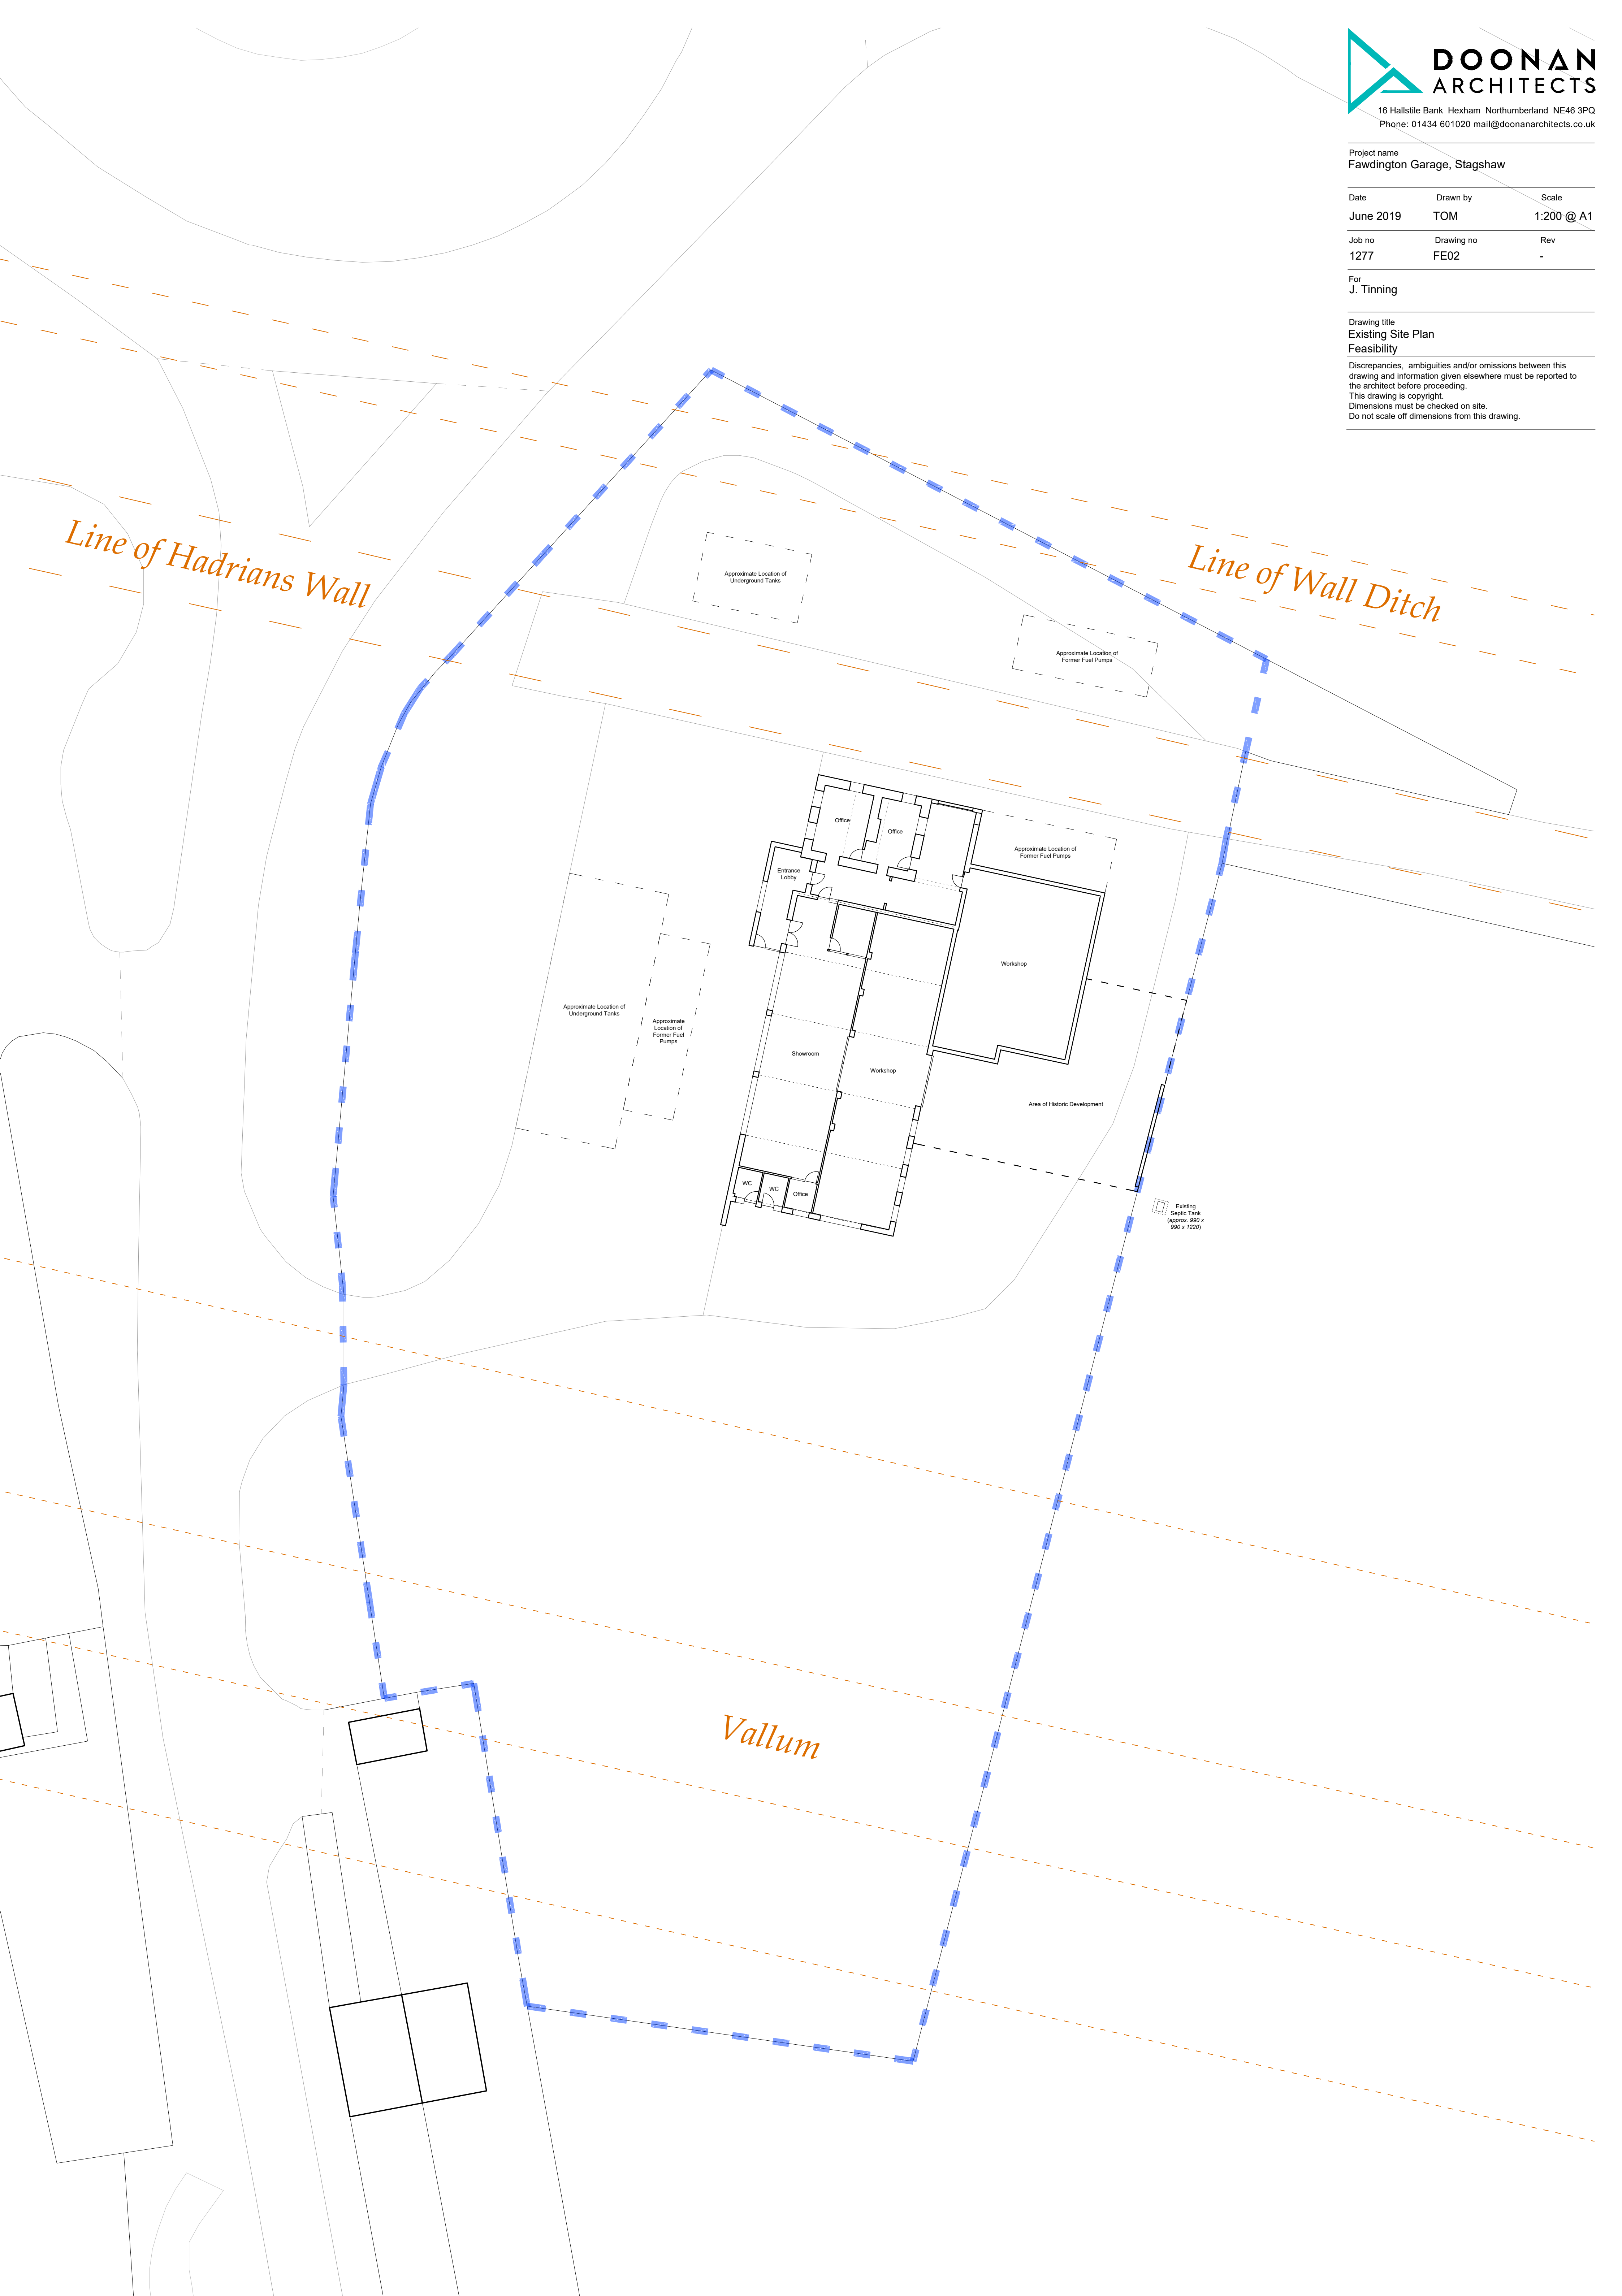 DOONAN
ARCHITECTS
16 Hallstile Bank Hexham Northumberland NE46 3PQ
Phone: 01434 601020 mail@doonanarchitects.co.uk
Project name
Fawdington Garage, Stagshaw
Date Drawn by Scale
June 2019 TOM 1:200 @ A1
Job no Drawing no Rev
1277 FE02 -
For
J. Tinning
Drawing title
Existing Site Plan
Feasibility
Discrepancies, ambiguities and/or omissions between this
drawing and information given elsewhere must be reported to
the architect before proceeding.
This drawing is copyright.
Dimensions must be checked on site.
Do not scale off dimensions from this drawing.
Line of Hadrians Wall
Line of Wall Ditch
Approximate Location of
Underground Tanks
Approximate Location of
Former Fuel Pumps
Office
Office
Approximate Location of
Former Fuel Pumps
Entrance
Lobby
Workshop
Approximate Location of
Underground Tanks
Approximate
Location of
Former Fuel
Pumps
Showroom
Workshop
Area of Historic Development
WC
WC
Office
Existing
Septic Tank
(approx. 990 x
990 x 1220)
Vallum